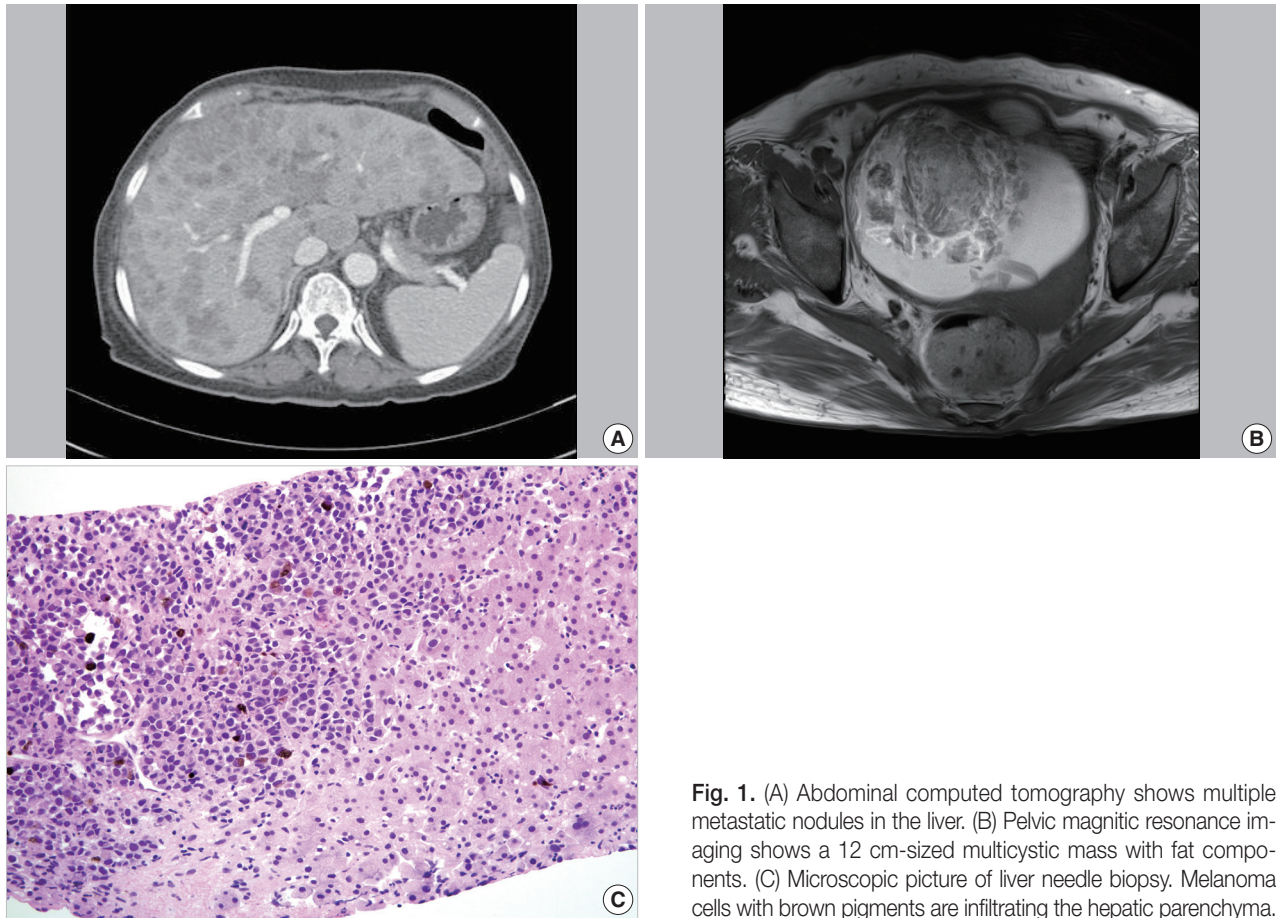 A
B
C
Fig. 1. (A) Abdominal computed tomography shows multiple
metastatic nodules in the liver. (B) Pelvic magnitic resonance im-
aging shows a 12 cm-sized multicystic mass with fat compo-
nents. (C) Microscopic picture of liver needle biopsy. Melanoma
cells with brown pigments are infiltrating the hepatic parenchyma.